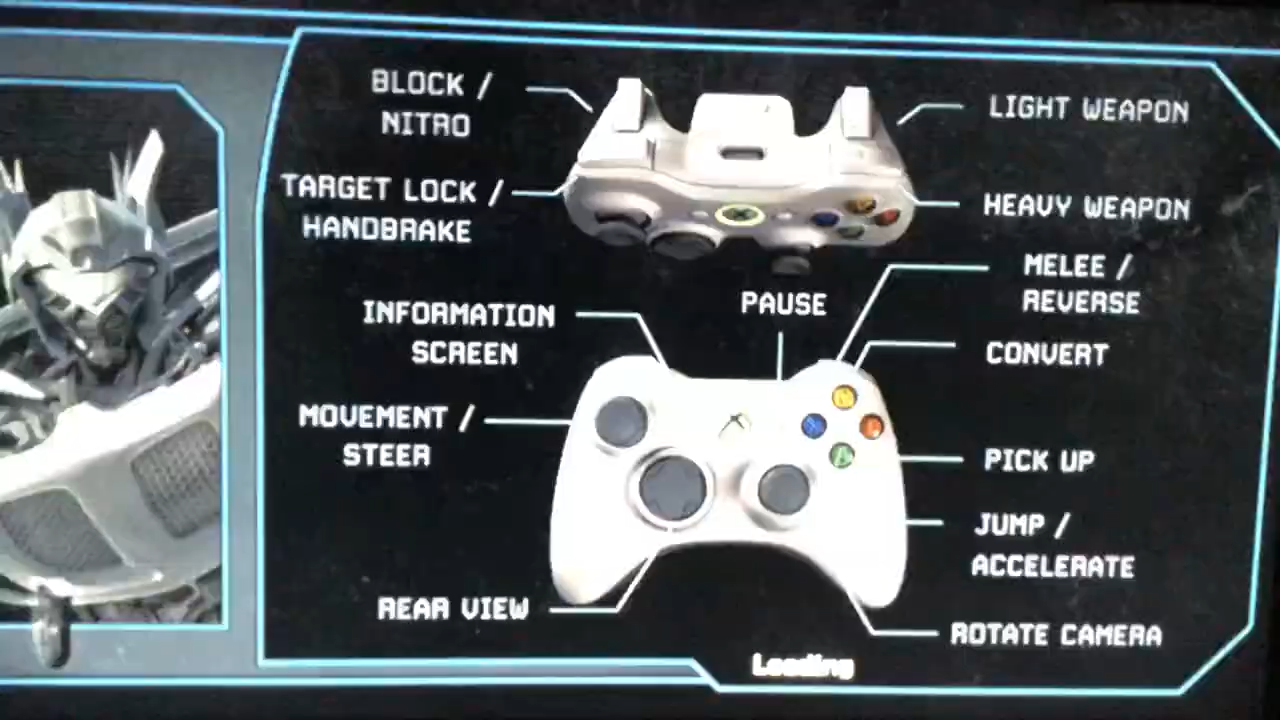 BLOCK /
NITRO
LIGHT WEAPON
TARGET LOCK /
HANDBRAKE
HEAVY WEAPON
MELEE /
REVERSE
INFORMATION
SCREEN
PAUSE
CONVERT
MOVEMENT /
STEER
PICK UP
JUMP /
ACCELERATE
REAR VIEW
ROTATE CAMERA
Loading